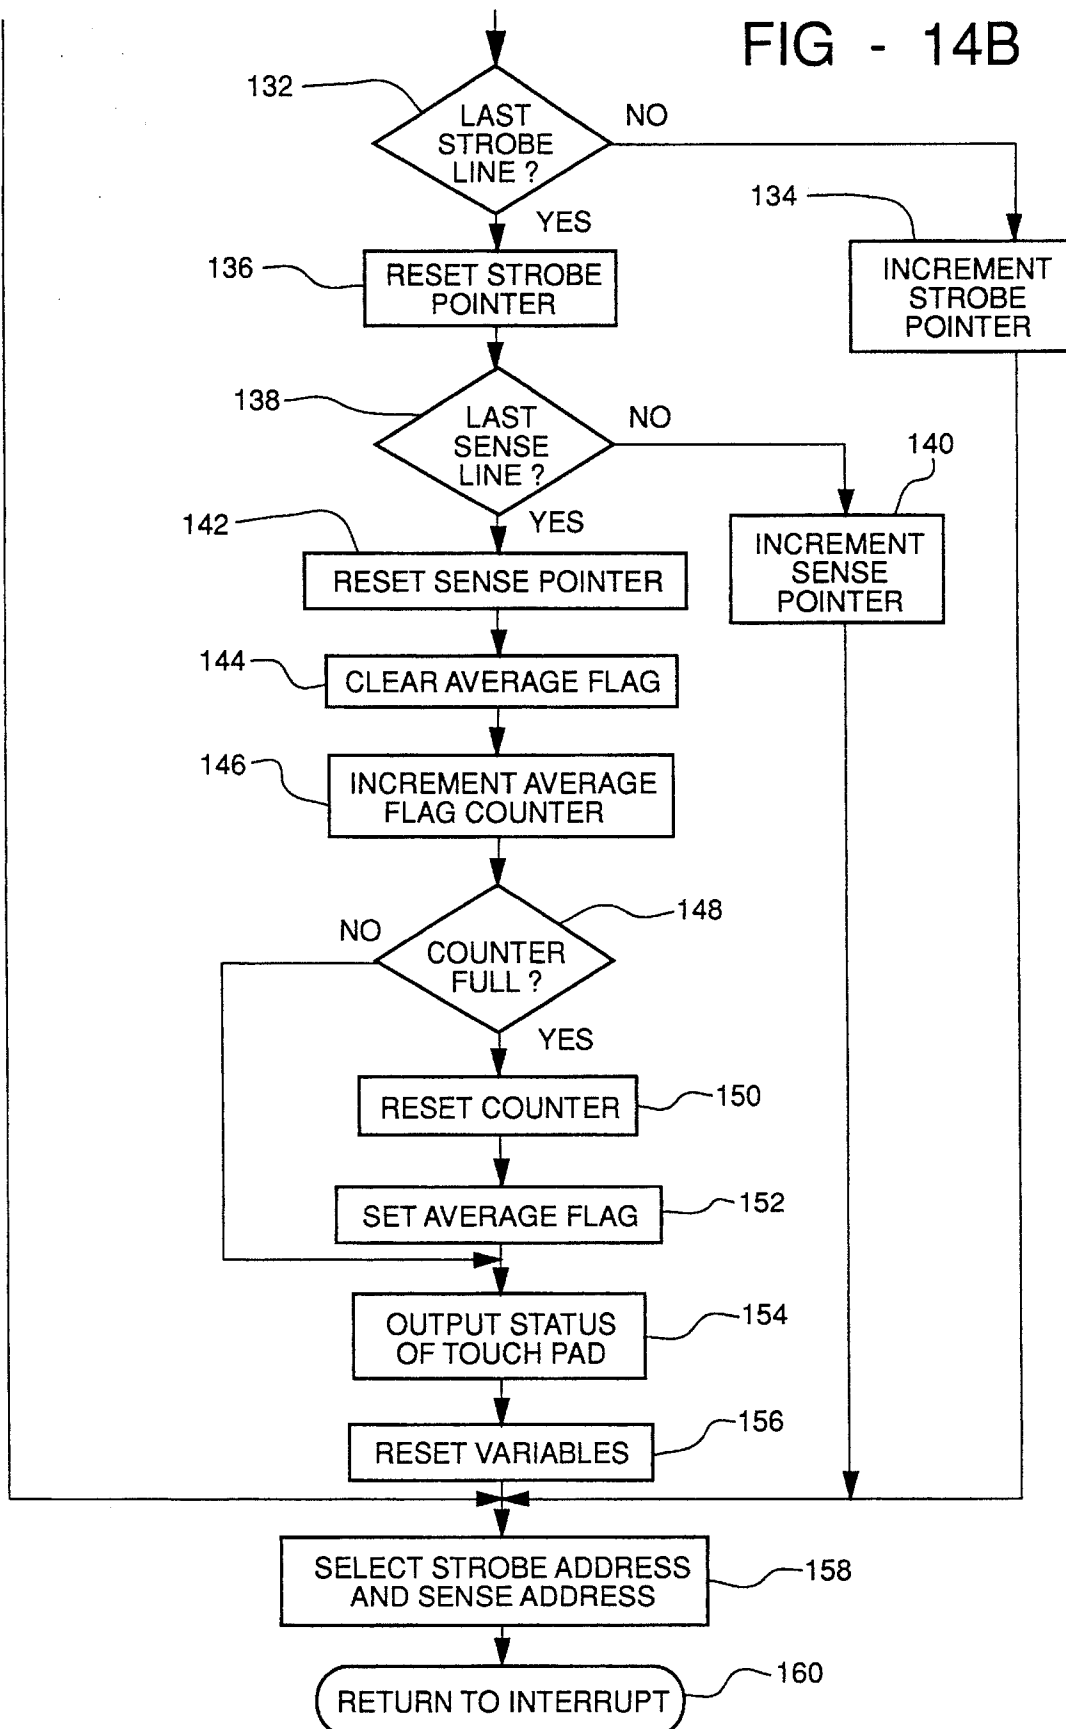 FIG - 14B
132
LAST
STROBE
LINE ?
NO
YES
134
INCREMENT
STROBE
POINTER
136
RESET STROBE
POINTER
138
LAST
SENSE
LINE ?
NO
YES
140
INCREMENT
SENSE
POINTER
142
RESET SENSE POINTER
144
CLEAR AVERAGE FLAG
146
INCREMENT AVERAGE
FLAG COUNTER
148
NO
COUNTER
FULL ?
YES
RESET COUNTER
150
SET AVERAGE FLAG
152
OUTPUT STATUS
OF TOUCH PAD
154
RESET VARIABLES
156
SELECT STROBE ADDRESS
AND SENSE ADDRESS
158
RETURN TO INTERRUPT
160